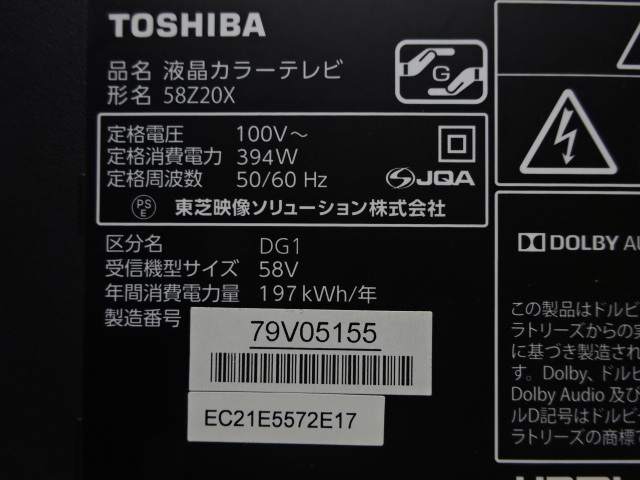 TOSHIBA
品名 液晶カラーテレビ
形名 58Z20X
G
定格電圧 100V～
定格消費電力 394W
定格周波数 50/60 Hz
JQA
PS
E
東芝映像ソリューション株式会社
区分名 DG1
受信機型サイズ 58V
年間消費電力量 197kWh/年
製造番号
79V05155
EC21E5572E17
DOLBY
この製品はドルビ
ラトリーズからの
に基づき製造され
す。Dolby、ドルビ
Dolby Audio 及び
ルD記号はドルビ
ラトリーズの商標